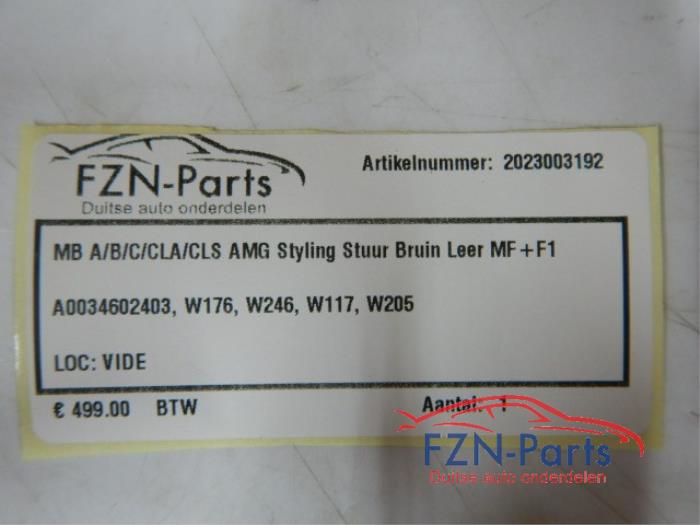 Artikelnummer: 2023003192
FZN-Parts
Duitse auto onderdelen
MB A/B/C/CLA/CLS AMG Styling Stuur Bruin Leer MF+F1
A0034602403, W176, W246, W117, W205
LOC: VIDE
€ 499.00 BTW Aantal: 1
FZN-Parts
Duitse auto onderdelen